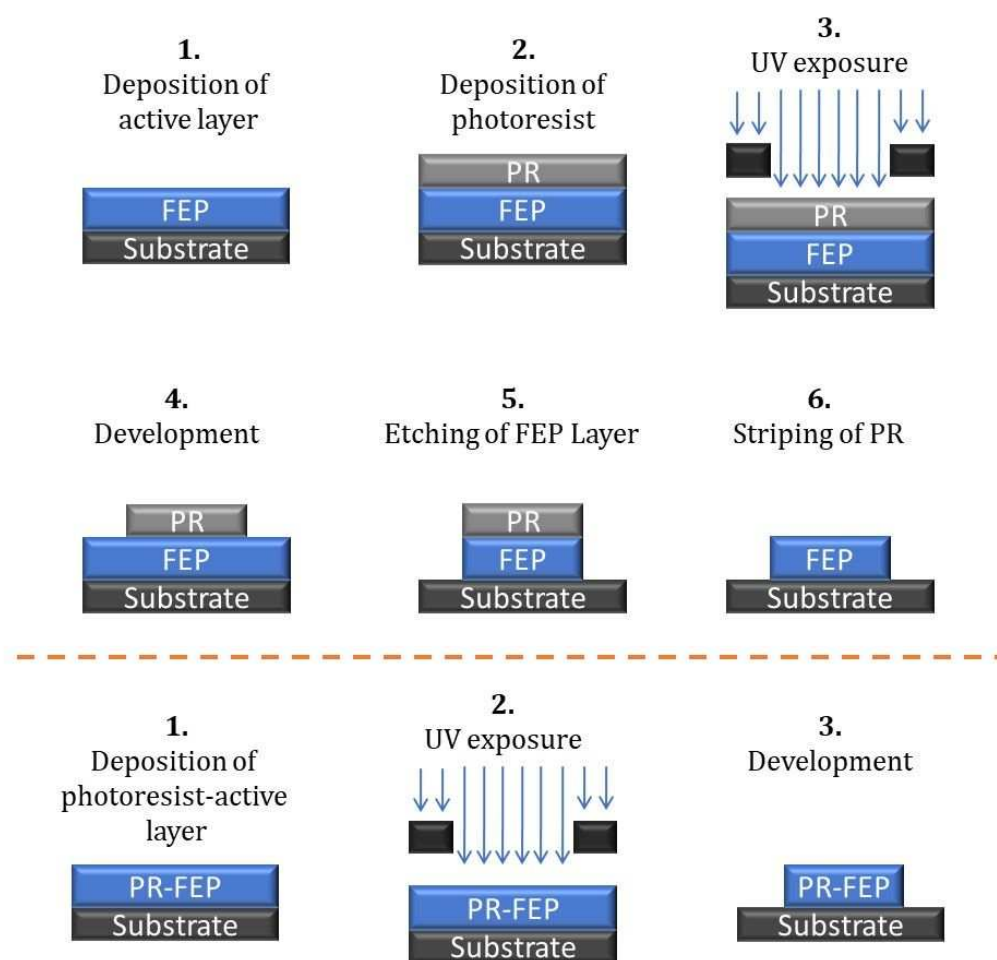 1.
Deposition of
active layer
FEP
Substrate
2.
Deposition of
photoresist
PR
FEP
Substrate
3.
UV exposure
PR
FEP
Substrate
4.
Development
PR
FEP
Substrate
5.
Etching of FEP Layer
PR
FEP
Substrate
6.
Striping of PR
FEP
Substrate
1.
Deposition of
photoresist-active
layer
PR-FEP
Substrate
2.
UV exposure
PR-FEP
Substrate
3.
Development
PR-FEP
Substrate